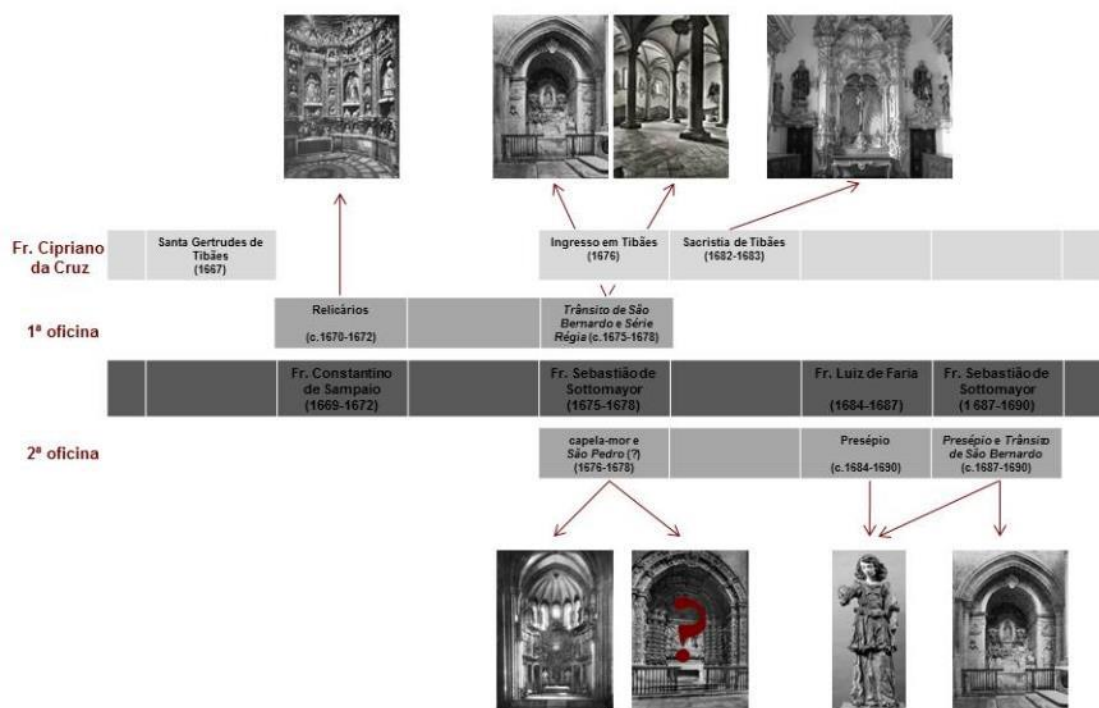 Fr. Cipriano
da Cruz
Santa Gertrudes de
Tibães
(1667)
Ingresso em Tibães
(1676)
Sacristia de Tibães
(1682-1683)
1ª oficina
Relicários
(c.1670-1672)
Trânsito de São
Bernardo e Série
Régia (c.1675-1678)
Fr. Constantino
de Sampaio
(1669-1672)
Fr. Sebastião de
Sottomayor
(1675-1678)
Fr. Luiz de Faria
(1684-1687)
Fr. Sebastião de
Sottomayor
(1687-1690)
2ª oficina
capela-mor e
São Pedro (?)
(1676-1678)
Presépio
(c.1684-1690)
Presépio e Trânsito
de São Bernardo
(c.1687-1690)
?